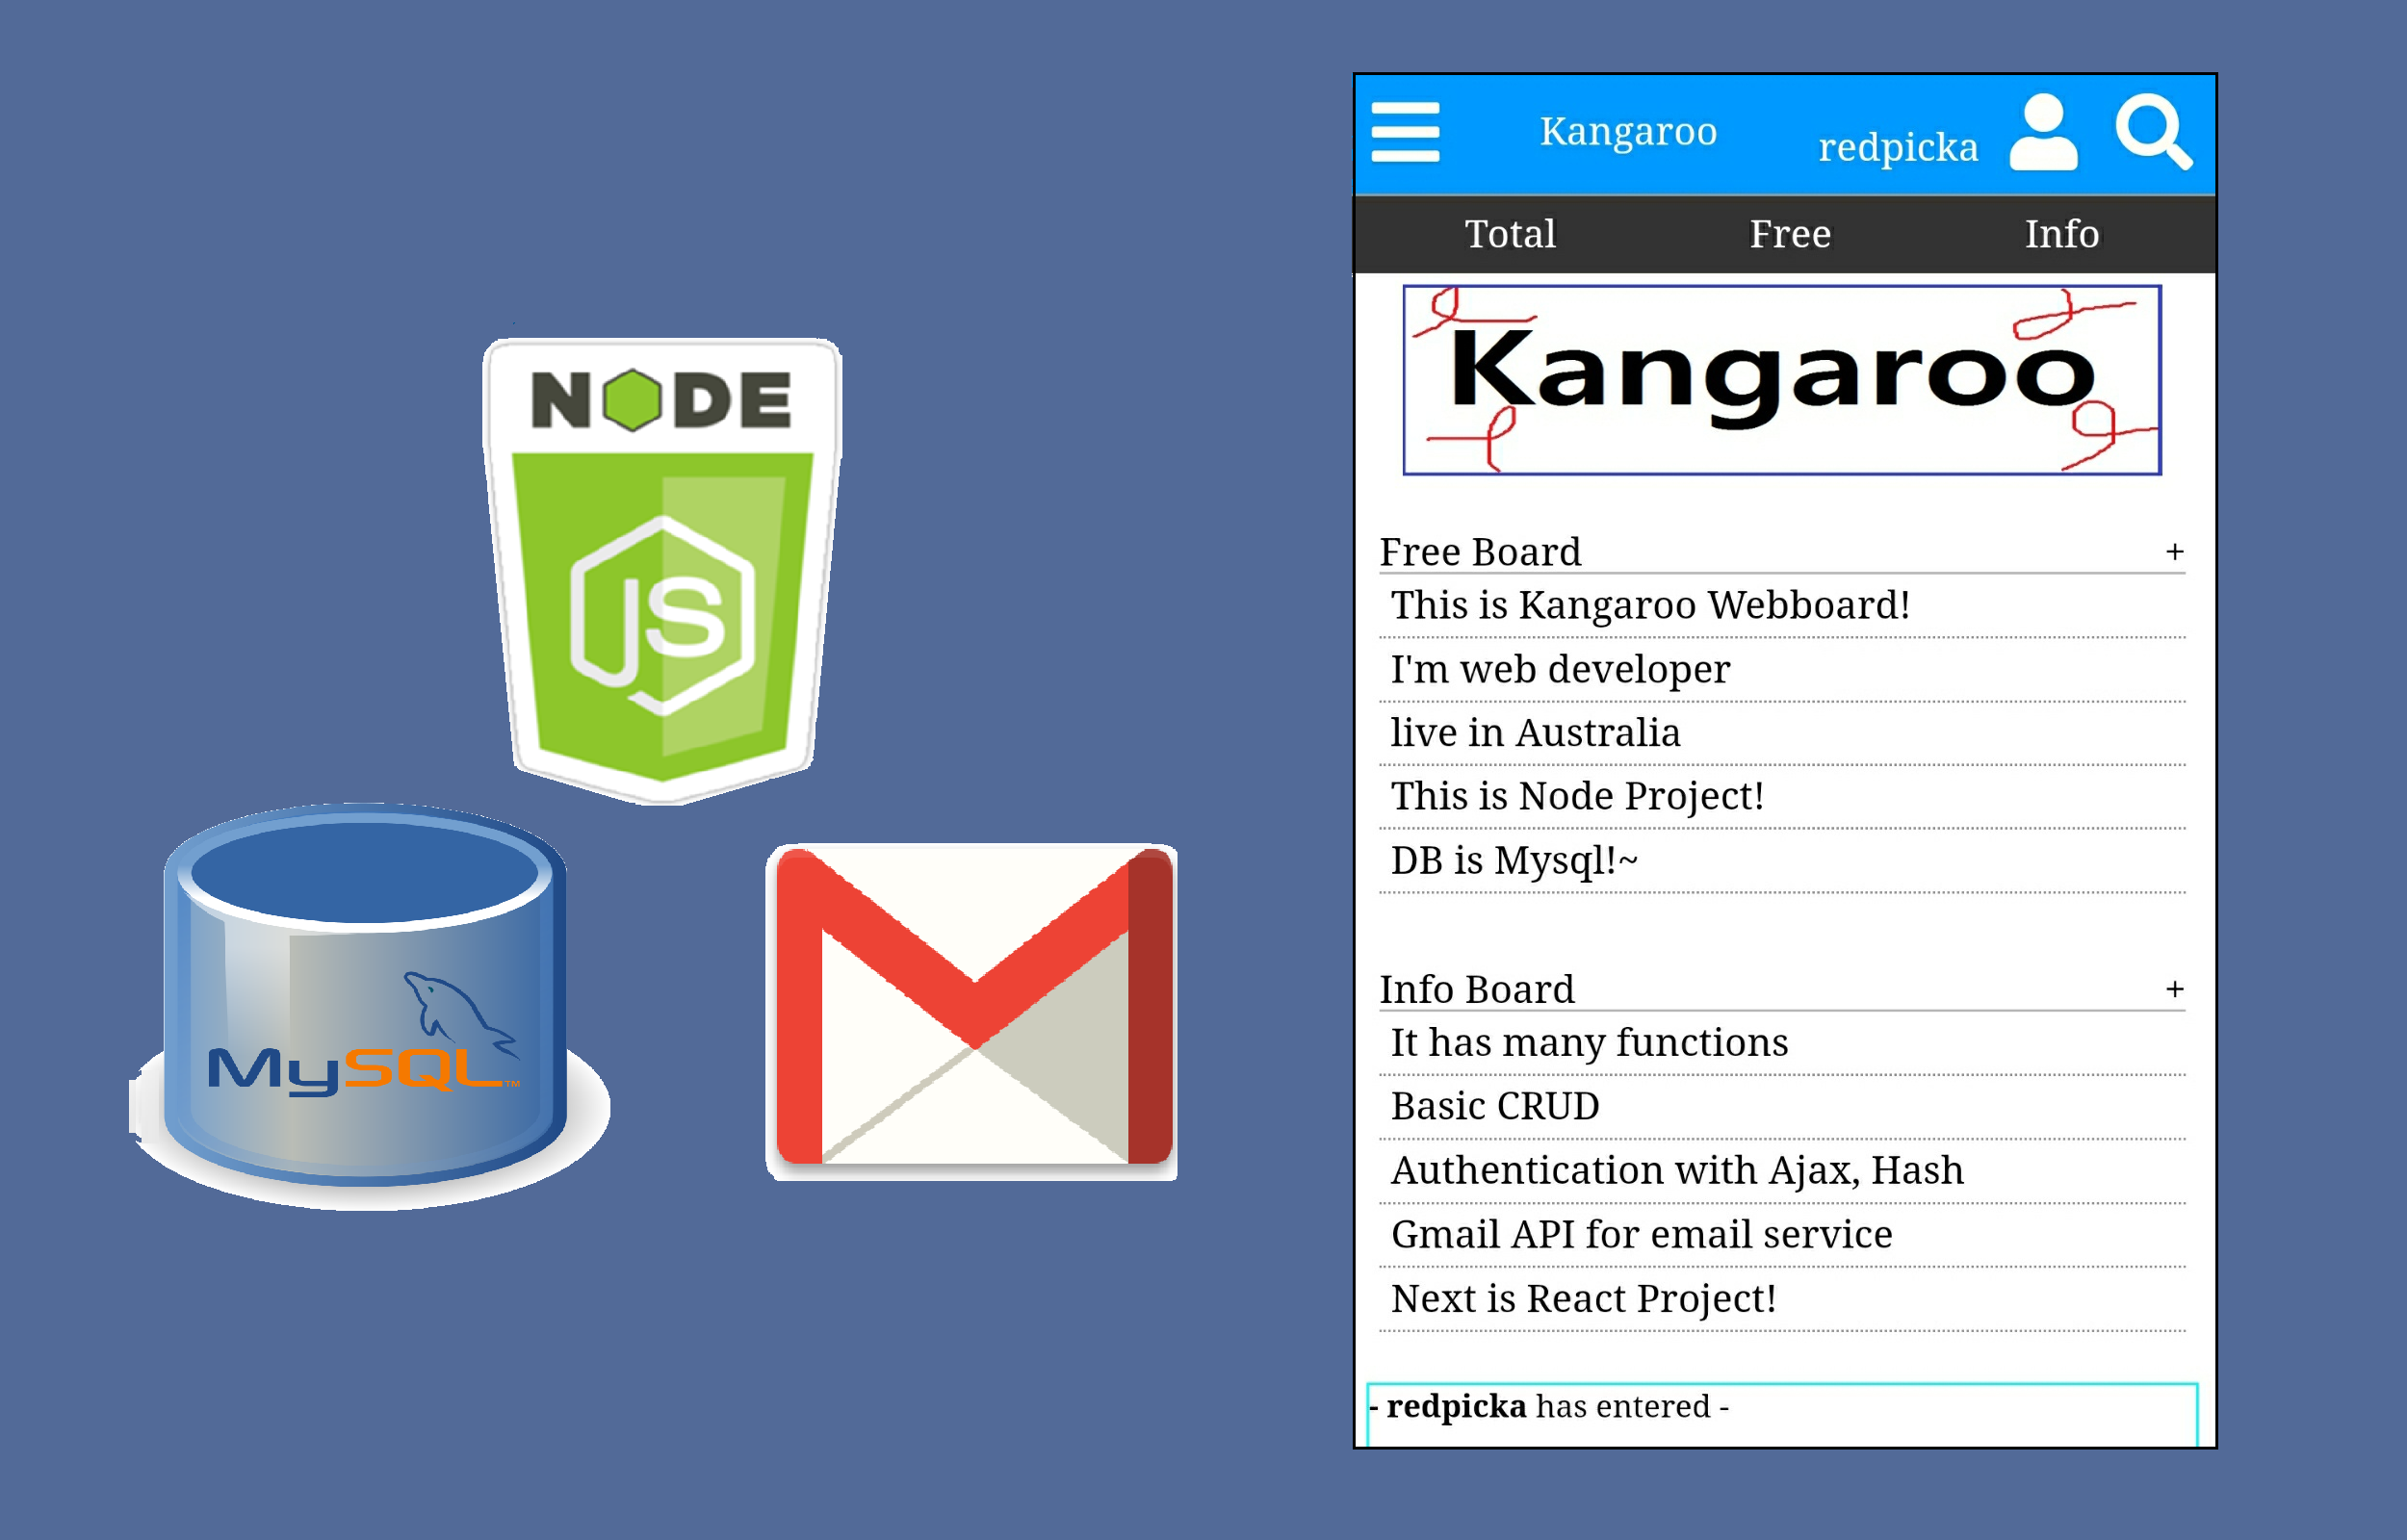 NODE
JS
MySQL™
Kangaroo
redpicka
Total Free Info
Kangaroo
Free Board +
This is Kangaroo Webboard!
I'm web developer
live in Australia
This is Node Project!
DB is Mysql!~
Info Board +
It has many functions
Basic CRUD
Authentication with Ajax, Hash
Gmail API for email service
Next is React Project!
- redpicka has entered -